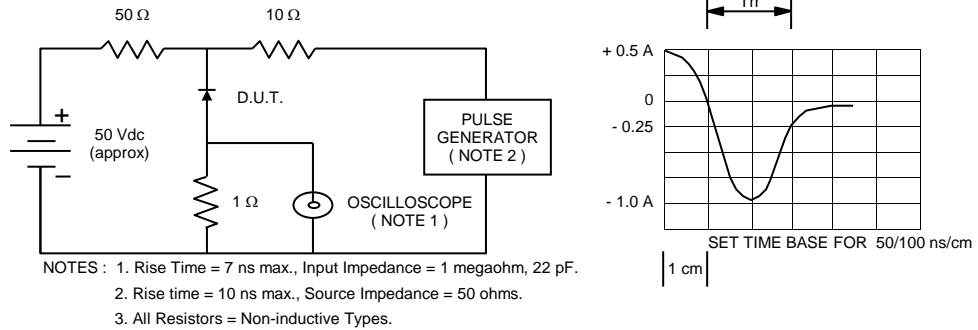 50 Ω
10 Ω
+
50 Vdc
(approx)
−
D.U.T.
1 Ω
OSCILLOSCOPE
( NOTE 1 )
PULSE
GENERATOR
( NOTE 2 )
Trr
+ 0.5 A
0
- 0.25
- 1.0 A
SET TIME BASE FOR 50/100 ns/cm
1 cm
NOTES : 1. Rise Time = 7 ns max., Input Impedance = 1 megaohm, 22 pF.
2. Rise time = 10 ns max., Source Impedance = 50 ohms.
3. All Resistors = Non-inductive Types.